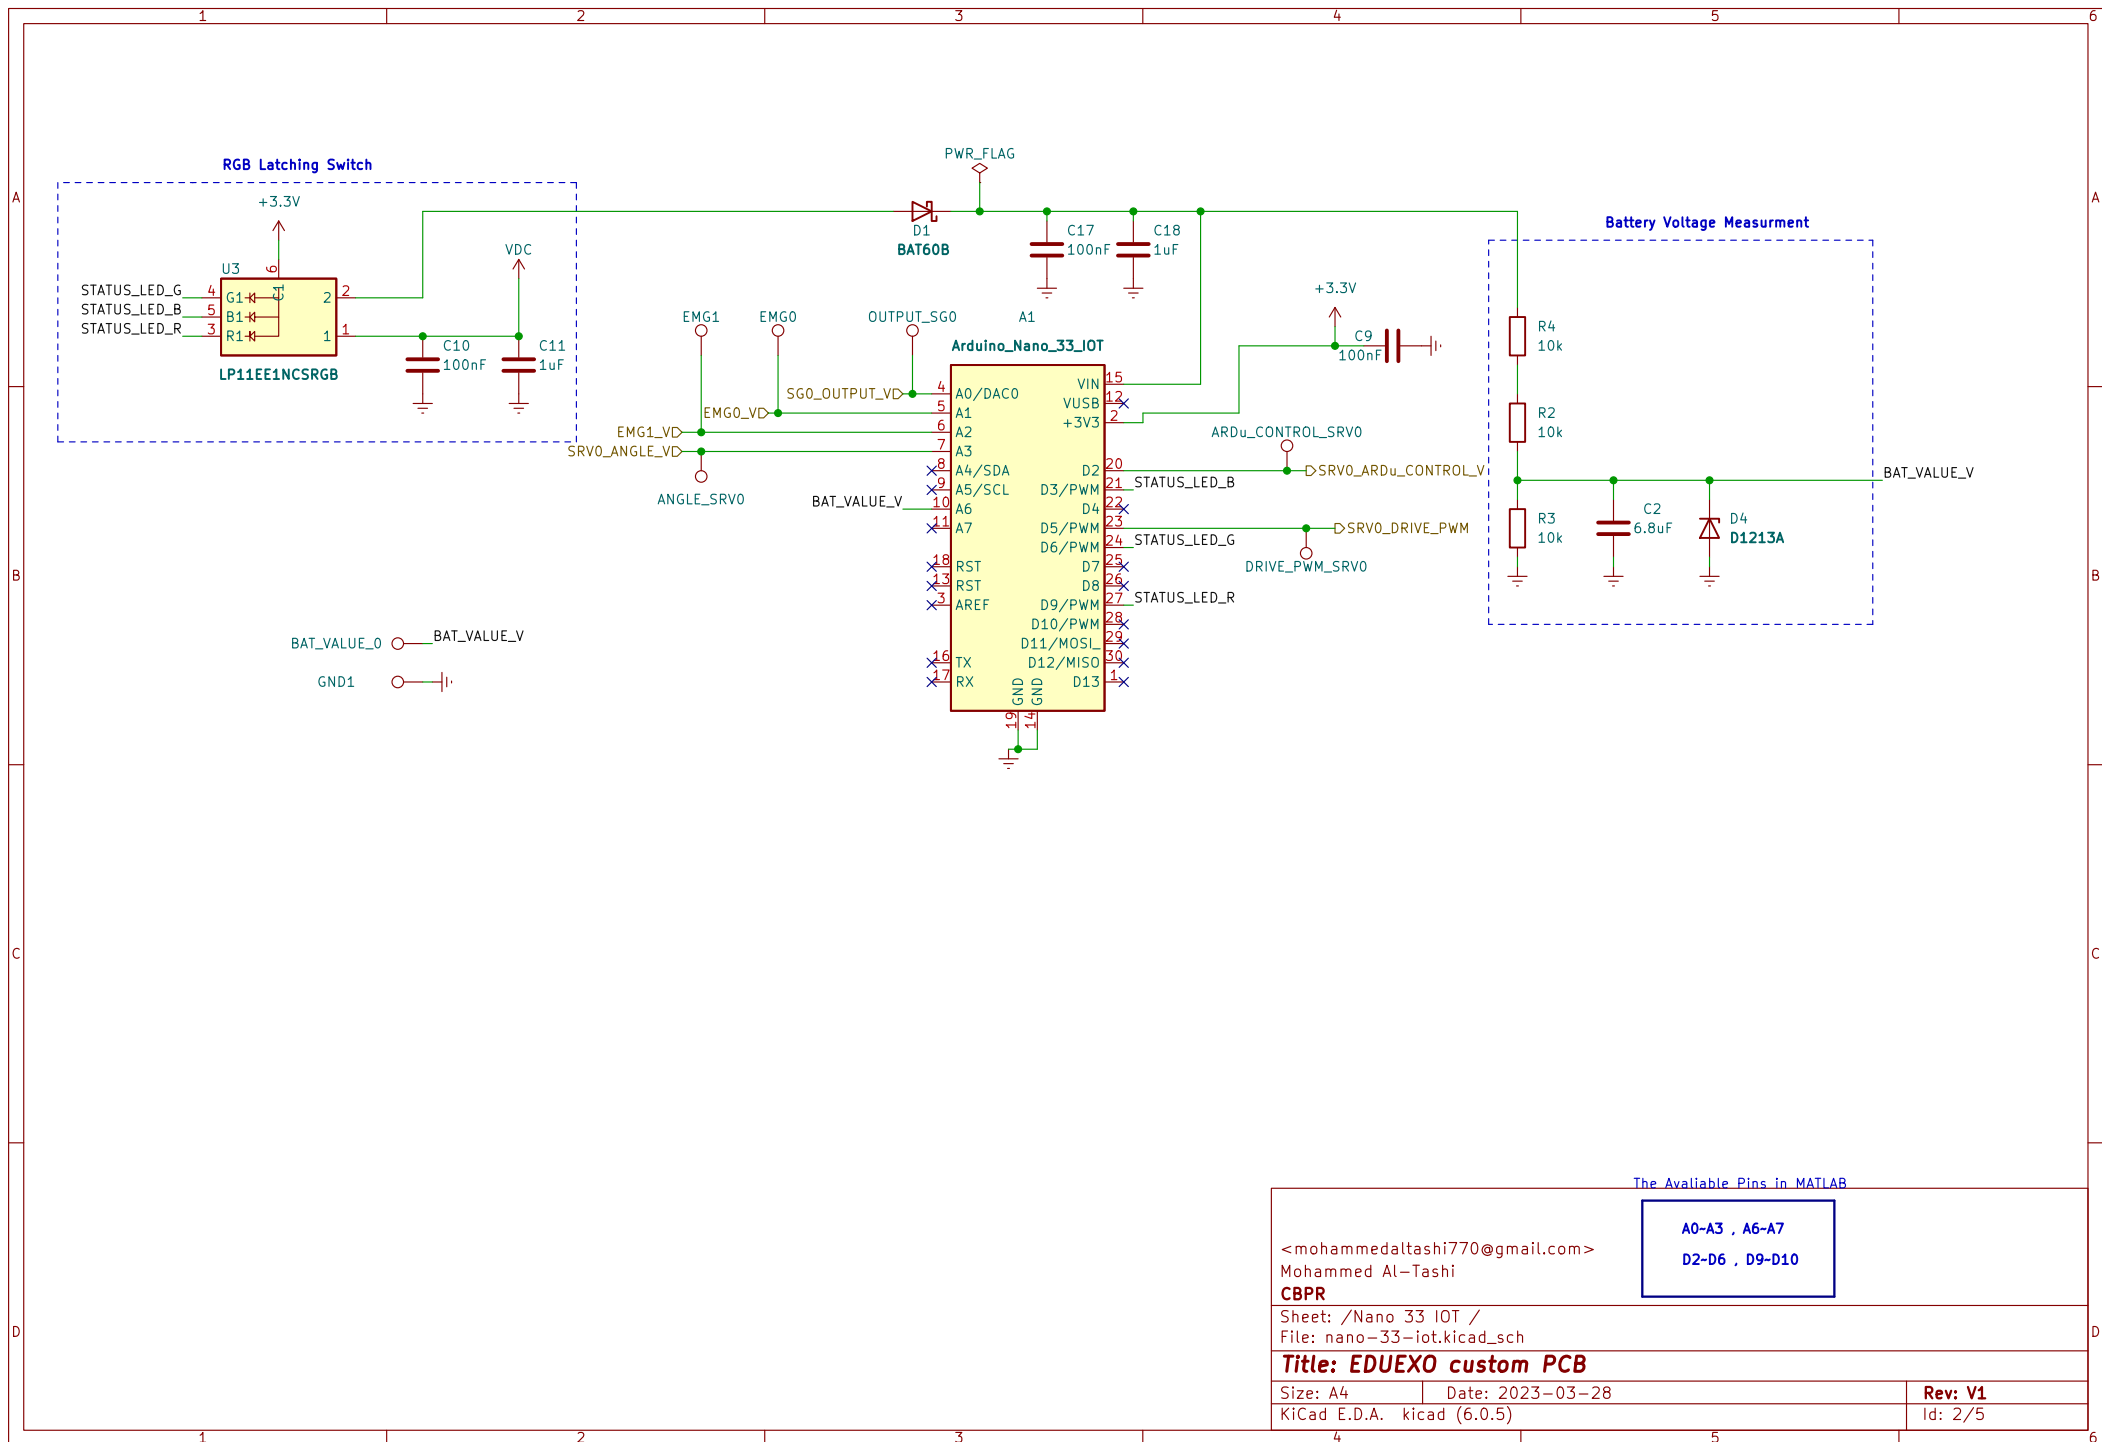 1 2 3 4 5 6
PWR_FLAG
RGB Latching Switch
A
A
+3.3V
D1
BAT60B
C17
100nF
C18
1uF
Battery Voltage Measurment
VDC
U3
6
C1
STATUS_LED_G 4 G1 2 2
STATUS_LED_B 5 B1
STATUS_LED_R 3 R1 1 1
C10
100nF
C11
1uF
LP11EE1NCSRGB
+3.3V
C9
100nF
EMG1 EMG0 OUTPUT_SG0 A1
Arduino_Nano_33_IOT
R4
10k
R2
10k
SG0_OUTPUT_V 4 A0/DAC0
EMG0_V 5 A1
EMG1_V 6 A2
SRV0_ANGLE_V 7 A3
8 A4/SDA
9 A5/SCL
BAT_VALUE_V 10 A6
11 A7
18 RST
13 RST
3 AREF
16 TX
17 RX
ANGLE_SRV0
VIN 15
VUSB 12
+3V3 2
ARDu_CONTROL_SRV0
D2 20 SRV0_ARDu_CONTROL_V
D3/PWM 21 STATUS_LED_B
D4 22
D5/PWM 23 SRV0_DRIVE_PWM
D6/PWM 24 STATUS_LED_G
D7 25 DRIVE_PWM_SRV0
D8 26
D9/PWM 27 STATUS_LED_R
D10/PWM 28
D11/MOSI_ 29
D12/MISO 30
D13 1
GND GND
19 14
BAT_VALUE_V
R3
10k
C2
6.8uF
D4
D1213A
B
B
BAT_VALUE_0 BAT_VALUE_V
GND1
C
C
The Avaliable Pins in MATLAB
A0~A3 , A6~A7
D2~D6 , D9~D10
<mohammedaltashi770@gmail.com>
Mohammed Al-Tashi
CBPR
Sheet: /Nano 33 IOT /
File: nano-33-iot.kicad_sch
Title: EDUEXO custom PCB
Size: A4 Date: 2023-03-28 Rev: V1
KiCad E.D.A. kicad (6.0.5) Id: 2/5
D
D
1 2 3 4 5 6